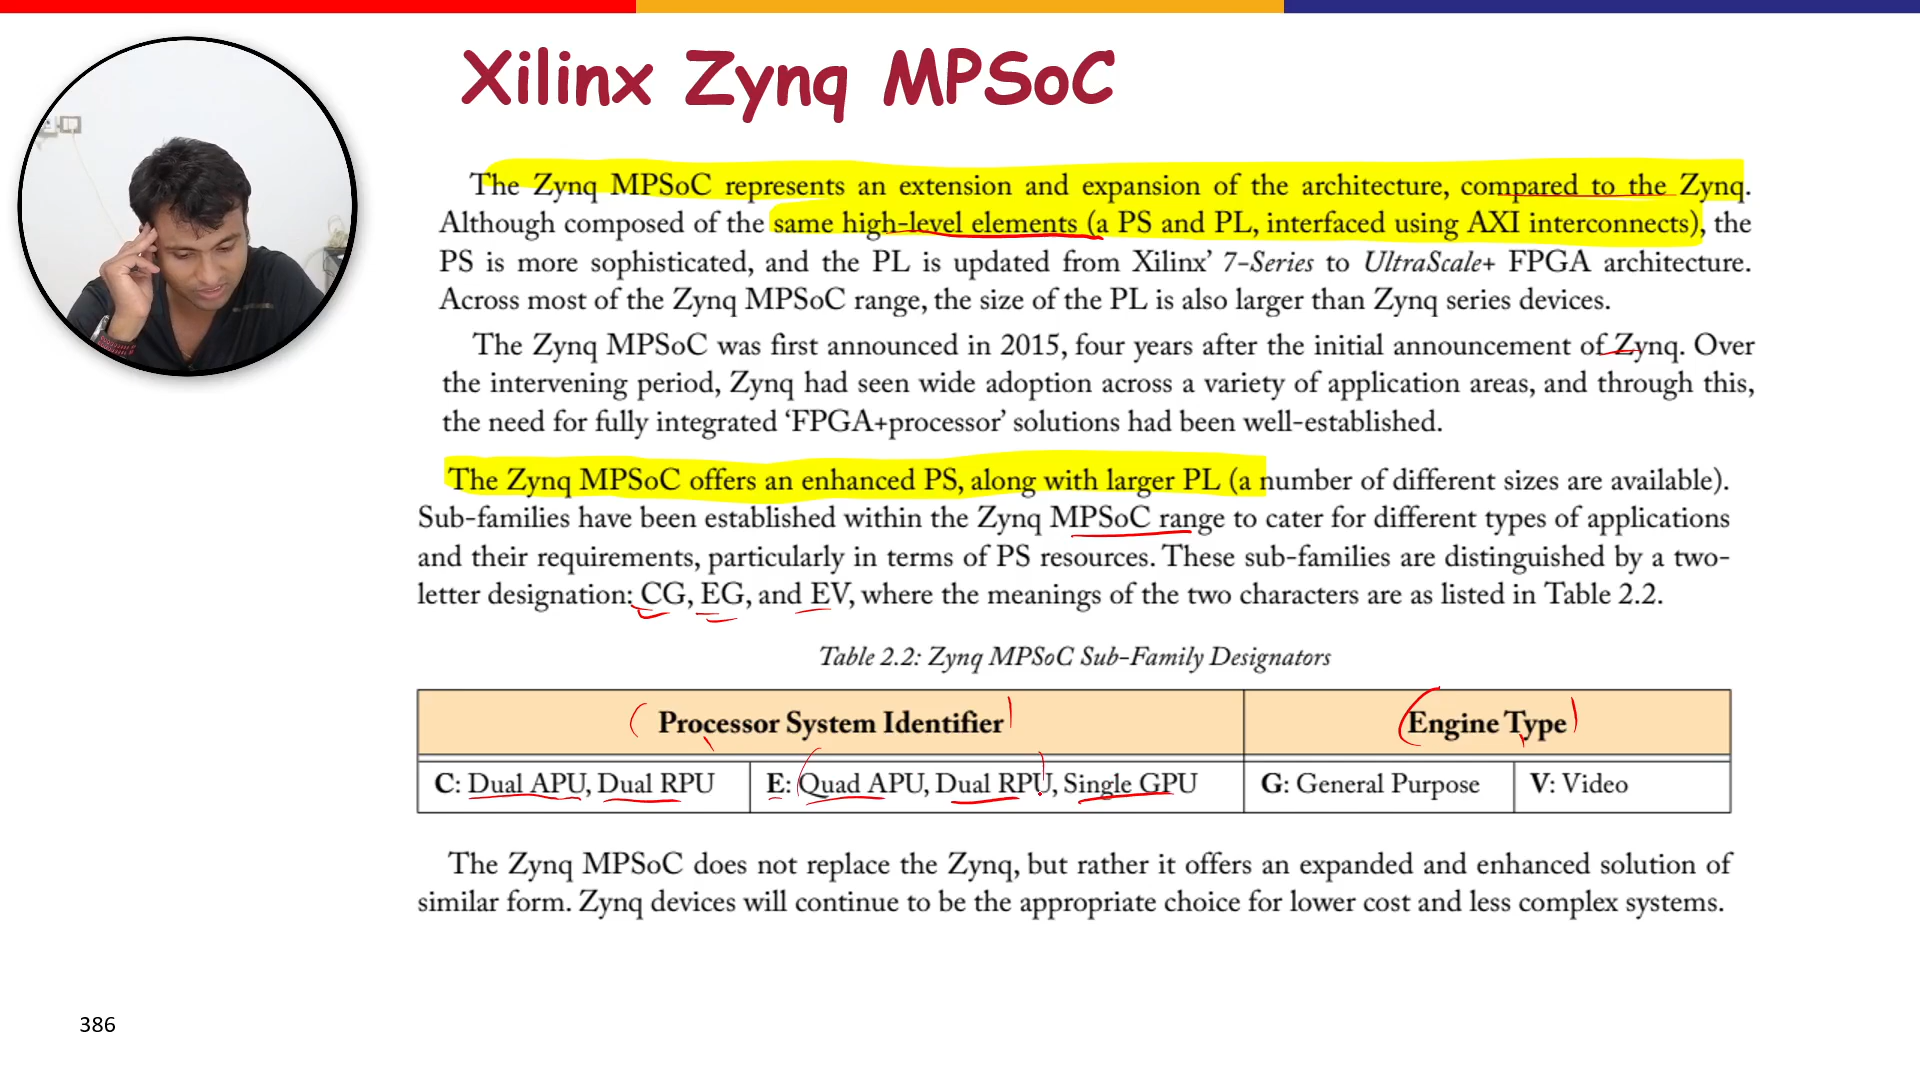 Xilinx Zynq MPSoC
The Zynq MPSoC represents an extension and expansion of the architecture, compared to the Zynq.
Although composed of the same high-level elements (a PS and PL, interfaced using AXI interconnects), the
PS is more sophisticated, and the PL is updated from Xilinx’ 7-Series to UltraScale+ FPGA architecture.
Across most of the Zynq MPSoC range, the size of the PL is also larger than Zynq series devices.
The Zynq MPSoC was first announced in 2015, four years after the initial announcement of Zynq. Over
the intervening period, Zynq had seen wide adoption across a variety of application areas, and through this,
the need for fully integrated ‘FPGA+processor’ solutions had been well-established.
The Zynq MPSoC offers an enhanced PS, along with larger PL (a number of different sizes are available).
Sub-families have been established within the Zynq MPSoC range to cater for different types of applications
and their requirements, particularly in terms of PS resources. These sub-families are distinguished by a two-
letter designation: CG, EG, and EV, where the meanings of the two characters are as listed in Table 2.2.
Table 2.2: Zynq MPSoC Sub-Family Designators
Processor System Identifier Engine Type
C: Dual APU, Dual RPU E: Quad APU, Dual RPU, Single GPU G: General Purpose V: Video
The Zynq MPSoC does not replace the Zynq, but rather it offers an expanded and enhanced solution of
similar form. Zynq devices will continue to be the appropriate choice for lower cost and less complex systems.
386